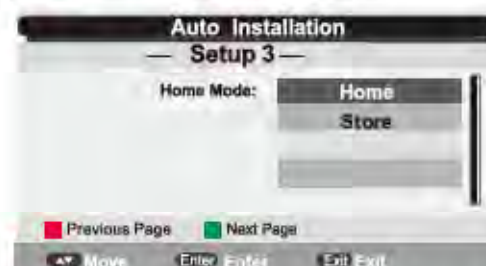 Auto Installation
— Setup 3 —
Home Mode: Home
Store
Previous Page Next Page
Move Enter Enter Exit Exit